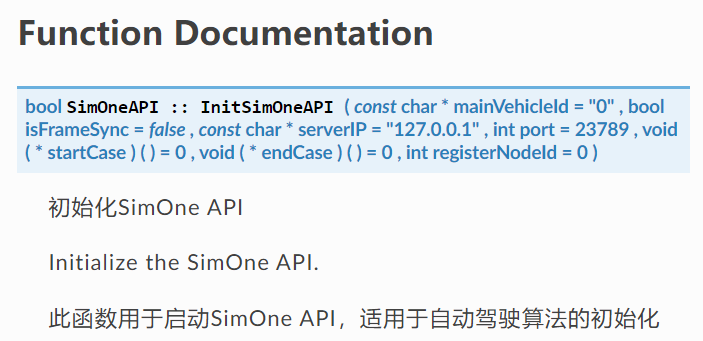 Function Documentation
bool SimOneAPI :: InitSimOneAPI ( const char * mainVehicleId = "0" , bool
isFrameSync = false , const char * serverIP = "127.0.0.1" , int port = 23789 , void
( * startCase ) ( ) = 0 , void ( * endCase ) ( ) = 0 , int registerNodeId = 0 )
初始化SimOne API
Initialize the SimOne API.
此函数用于启动SimOne API，适用于自动驾驶算法的初始化